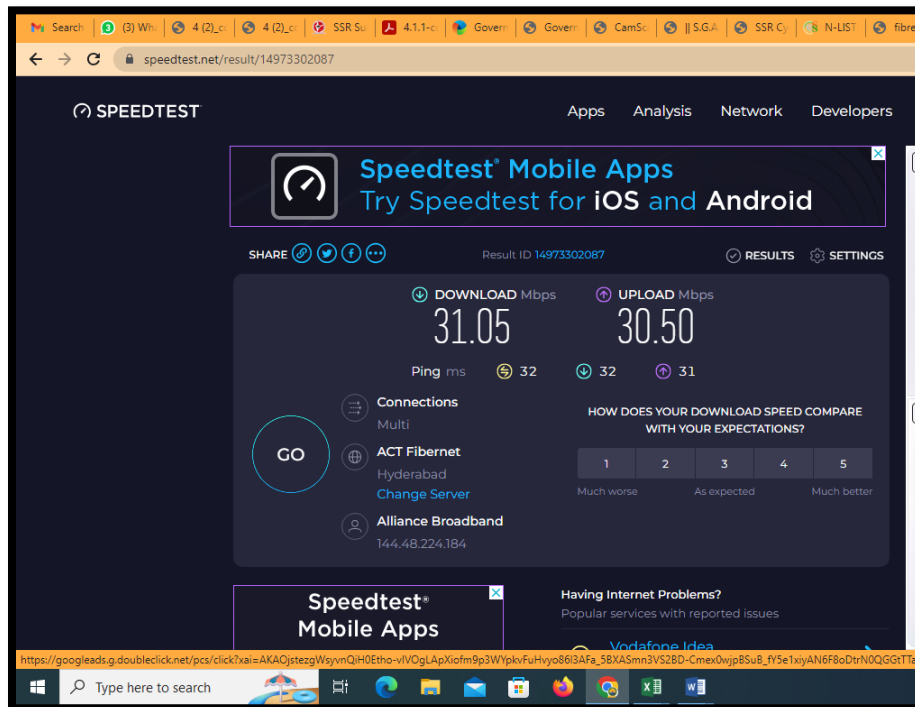 Search
(3) Wh
4 (2)_cc
4 (2)_cc
SSR Su
4.1.1-c
Govern
Govern
CamSc
|| S.G.A
SSR Cy
N-LIST
fibre
speedtest.net/result/14973302087
SPEEDTEST
Apps Analysis Network Developers
Speedtest® Mobile Apps
Try Speedtest for iOS and Android
SHARE Result ID 14973302087 RESULTS SETTINGS
DOWNLOAD Mbps UPLOAD Mbps
31.05 30.50
Ping ms 32 32 31
Connections
Multi
GO
ACT Fibernet
Hyderabad
Change Server
Alliance Broadband
144.48.224.184
HOW DOES YOUR DOWNLOAD SPEED COMPARE
WITH YOUR EXPECTATIONS?
1 2 3 4 5
Much worse As expected Much better
Speedtest®
Mobile Apps
Having Internet Problems?
Popular services with reported issues
Vodafone Idea
Type here to search